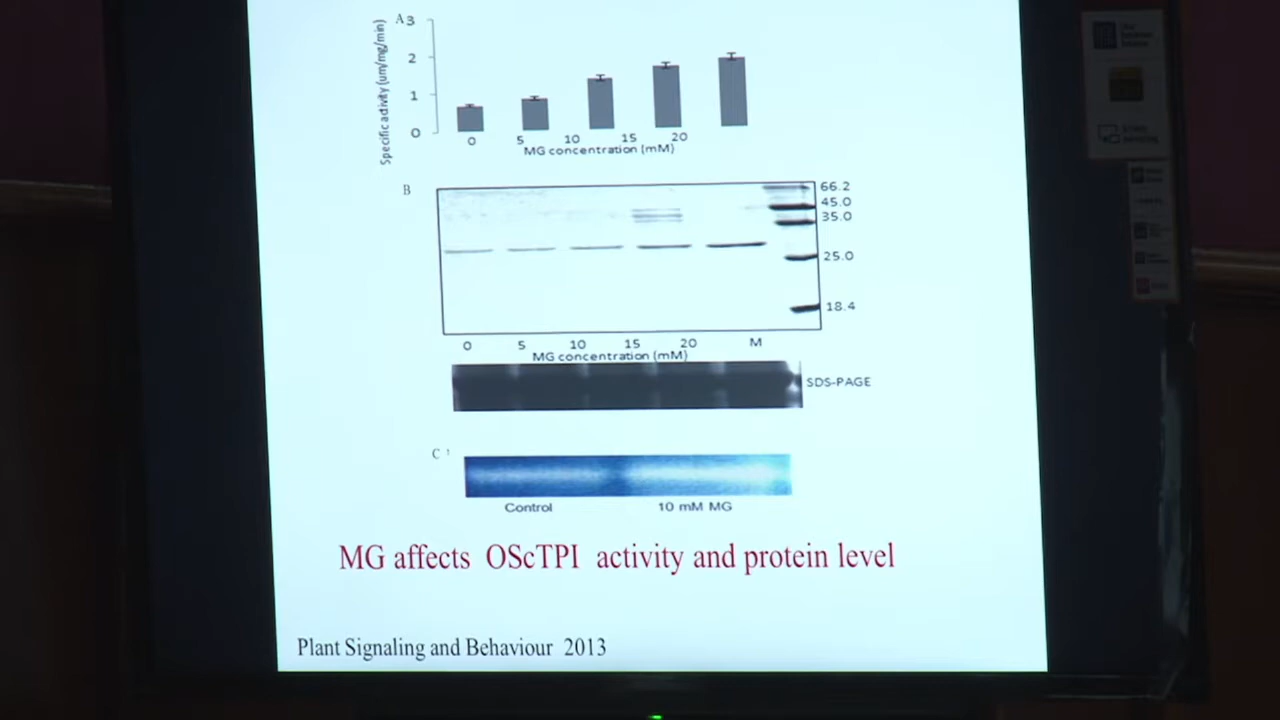 A
3
2
1
0
Specific activity (um/mg/min)
0 5 10 15 20
MG concentration (mM)
B
66.2
45.0
35.0
25.0
18.4
0 5 10 15 20 M
MG concentration (mM)
SDS-PAGE
C
Control 10 mM MG
MG affects OScTPI activity and protein level
Plant Signaling and Behaviour 2013